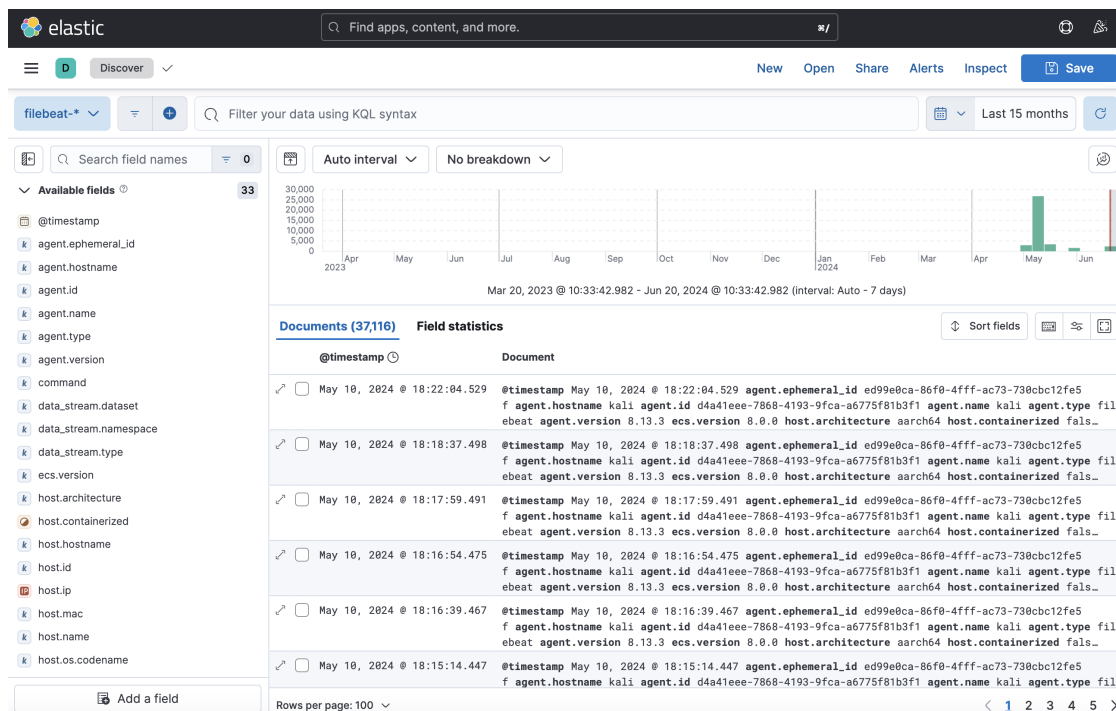 elastic
Find apps, content, and more.
⌘/
D
Discover
New Open Share Alerts Inspect Save
filebeat-*
Filter your data using KQL syntax
Last 15 months
Search field names
0
Auto interval
No breakdown
Available fields
33
@timestamp
agent.ephemeral_id
agent.hostname
agent.id
agent.name
agent.type
agent.version
command
data_stream.dataset
data_stream.namespace
data_stream.type
ecs.version
host.architecture
host.containerized
host.hostname
host.id
host.ip
host.mac
host.name
host.os.codename
Add a field
30,000
25,000
20,000
15,000
10,000
5,000
0
Apr May Jun Jul Aug Sep Oct Nov Dec Jan Feb Mar Apr May Jun
2023 2024
Mar 20, 2023 @ 10:33:42.982 - Jun 20, 2024 @ 10:33:42.982 (interval: Auto - 7 days)
Documents (37,116) Field statistics
Sort fields
@timestamp Document
May 10, 2024 @ 18:22:04.529 @timestamp May 10, 2024 @ 18:22:04.529 agent.ephemeral_id ed99e0ca-86f0-4fff-ac73-730cbc12fe5
f agent.hostname kali agent.id d4a41eee-7868-4193-9fca-a6775f81b3f1 agent.name kali agent.type fil
ebeat agent.version 8.13.3 ecs.version 8.0.0 host.architecture aarch64 host.containerized fals…
May 10, 2024 @ 18:18:37.498 @timestamp May 10, 2024 @ 18:18:37.498 agent.ephemeral_id ed99e0ca-86f0-4fff-ac73-730cbc12fe5
f agent.hostname kali agent.id d4a41eee-7868-4193-9fca-a6775f81b3f1 agent.name kali agent.type fil
ebeat agent.version 8.13.3 ecs.version 8.0.0 host.architecture aarch64 host.containerized fals…
May 10, 2024 @ 18:17:59.491 @timestamp May 10, 2024 @ 18:17:59.491 agent.ephemeral_id ed99e0ca-86f0-4fff-ac73-730cbc12fe5
f agent.hostname kali agent.id d4a41eee-7868-4193-9fca-a6775f81b3f1 agent.name kali agent.type fil
ebeat agent.version 8.13.3 ecs.version 8.0.0 host.architecture aarch64 host.containerized fals…
May 10, 2024 @ 18:16:54.475 @timestamp May 10, 2024 @ 18:16:54.475 agent.ephemeral_id ed99e0ca-86f0-4fff-ac73-730cbc12fe5
f agent.hostname kali agent.id d4a41eee-7868-4193-9fca-a6775f81b3f1 agent.name kali agent.type fil
ebeat agent.version 8.13.3 ecs.version 8.0.0 host.architecture aarch64 host.containerized fals…
May 10, 2024 @ 18:16:39.467 @timestamp May 10, 2024 @ 18:16:39.467 agent.ephemeral_id ed99e0ca-86f0-4fff-ac73-730cbc12fe5
f agent.hostname kali agent.id d4a41eee-7868-4193-9fca-a6775f81b3f1 agent.name kali agent.type fil
ebeat agent.version 8.13.3 ecs.version 8.0.0 host.architecture aarch64 host.containerized fals…
May 10, 2024 @ 18:15:14.447 @timestamp May 10, 2024 @ 18:15:14.447 agent.ephemeral_id ed99e0ca-86f0-4fff-ac73-730cbc12fe5
f agent.hostname kali agent.id d4a41eee-7868-4193-9fca-a6775f81b3f1 agent.name kali agent.type fil
Rows per page: 100
1 2 3 4 5